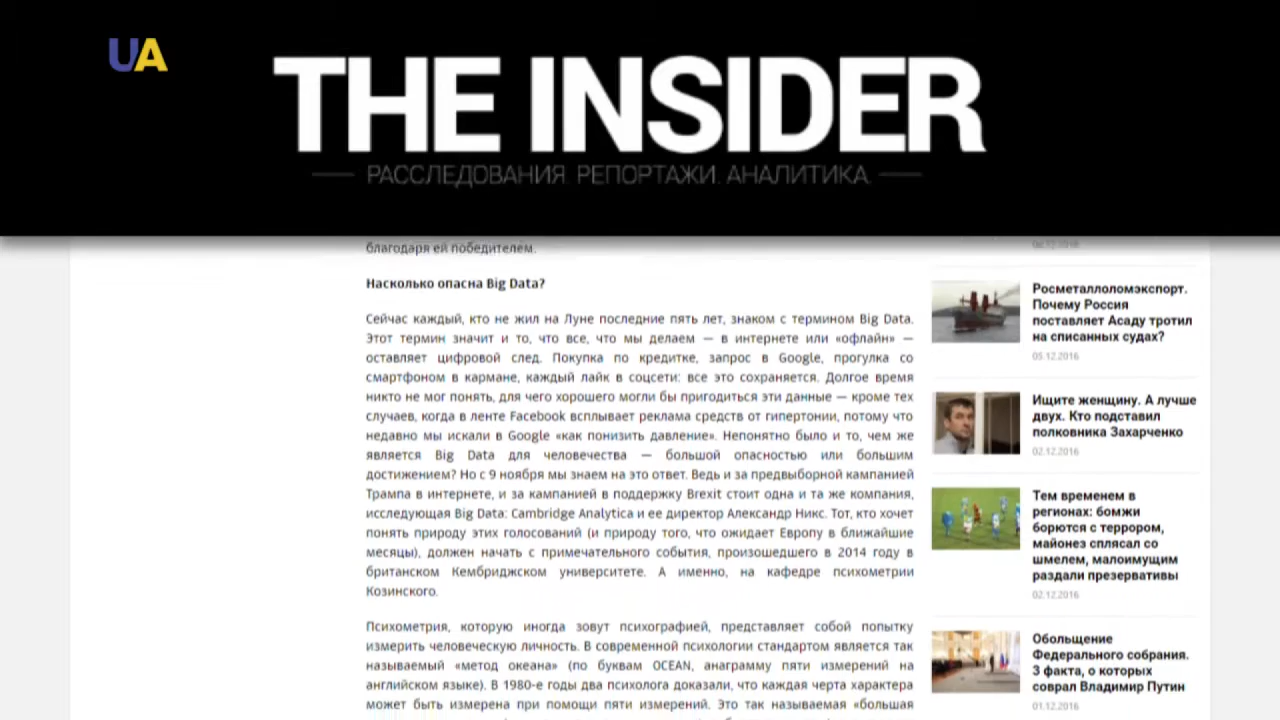 UA
THE INSIDER
РАССЛЕДОВАНИЯ. РЕПОРТАЖИ. АНАЛИТИКА.
благодаря ей победителем.
Насколько опасна Big Data?
Сейчас каждый, кто не жил на Луне последние пять лет, знаком с термином Big Data.
Этот термин значит и то, что все, что мы делаем — в интернете или «офлайн» —
оставляет цифровой след. Покупка по кредитке, запрос в Google, прогулка со
смартфоном в кармане, каждый лайк в соцсети: все это сохраняется. Долгое время
никто не мог понять, для чего хорошего могли бы пригодиться эти данные — кроме тех
случаев, когда в ленте Facebook всплывает реклама средств от гипертонии, потому что
недавно мы искали в Google «как понизить давление». Непонятно было и то, чем же
является Big Data для человечества — большой опасностью или большим
достижением? Но с 9 ноября мы знаем на это ответ. Ведь и за предвыборной кампанией
Трампа в интернете, и за кампанией в поддержку Brexit стоит одна и та же компания,
исследующая Big Data: Cambridge Analytica и ее директор Александр Никс. Тот, кто хочет
понять природу этих голосований (и природу того, что ожидает Европу в ближайшие
месяцы), должен начать с примечательного события, произошедшего в 2014 году в
британском Кембриджском университете. А именно, на кафедре психометрии
Козинского.
Психометрия, которую иногда зовут психографией, представляет собой попытку
измерить человеческую личность. В современной психологии стандартом является так
называемый «метод океана» (по буквам OCEAN, анаграмму пяти измерений на
английском языке). В 1980-е годы два психолога доказали, что каждая черта характера
может быть измерена при помощи пяти измерений. Это так называемая «большая
Росметаллоломэкспорт.
Почему Россия
поставляет Асаду тротил
на списанных судах?
05.12.2016
Ищите женщину. А лучше
двух. Кто подставил
полковника Захарченко
02.12.2016
Тем временем в
регионах: бомжи
борются с террором,
майонез сплясал со
шмелем, малоимущим
раздали презервативы
02.12.2016
Обольщение
Федерального собрания.
3 факта, о которых
соврал Владимир Путин
01.12.2016